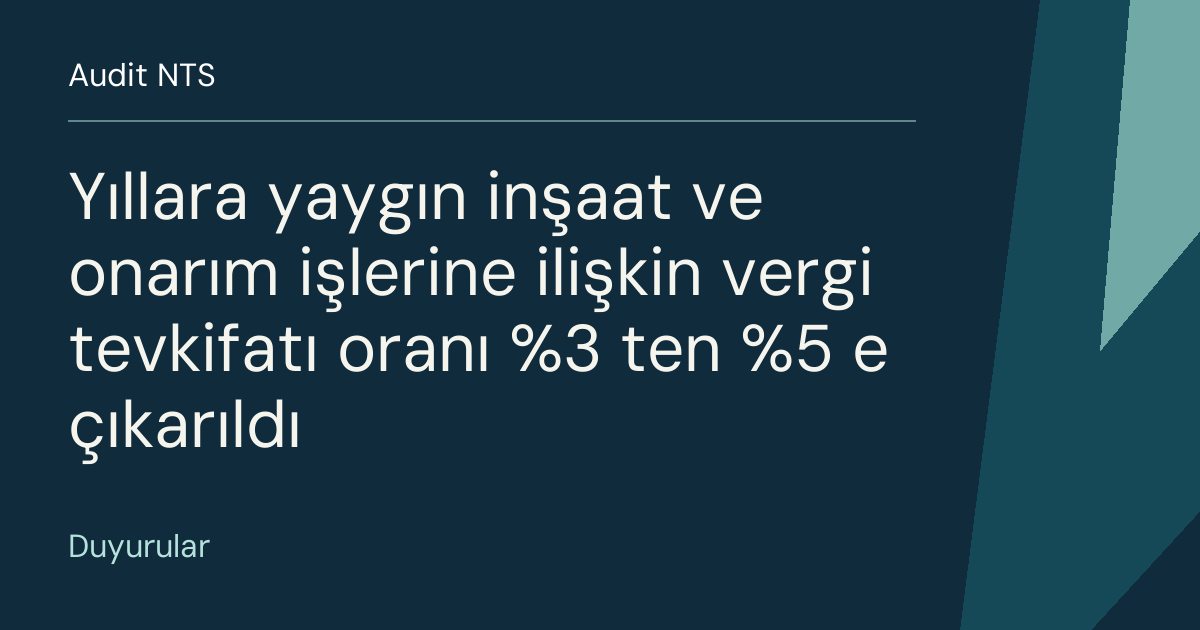 Audit NTS
Yıllara yaygın inşaat ve
onarım işlerine ilişkin vergi
tevkifatı oranı %3 ten %5 e
çıkarıldı
Duyurular